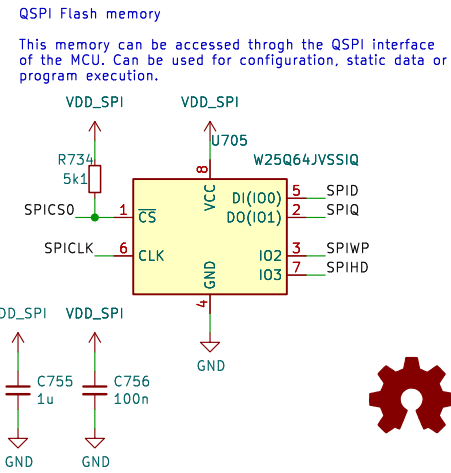 QSPI Flash memory
This memory can be accessed throgh the QSPI interface
of the MCU. Can be used for configuration, static data or
program execution.
VDD_SPI
VDD_SPI
U705
W25Q64JVSSIQ
R734
5k1
8
VCC
SPICS0
1
CS
DI(IO0)
5
SPID
DO(IO1)
2
SPIQ
SPICLK
6
CLK
IO2
3
SPIWP
IO3
7
SPIHD
GND
4
GND
DD_SPI
VDD_SPI
C755
1u
C756
100n
GND
GND